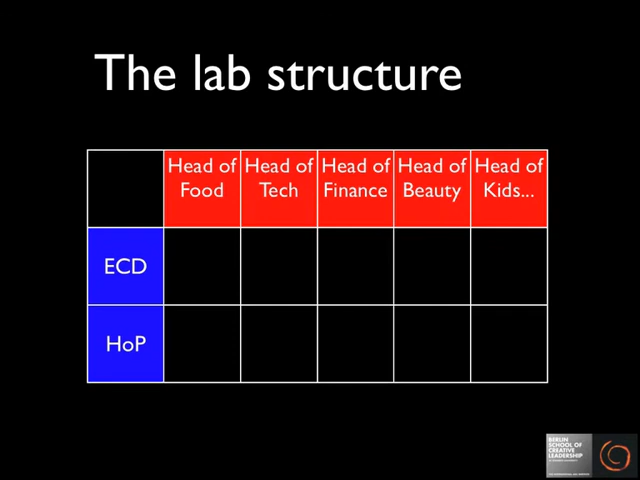 The lab structure
Head of Head of Head of Head of Head of
Food Tech Finance Beauty Kids...
ECD
HoP
BERLIN
SCHOOL OF
CREATIVE
LEADERSHIP